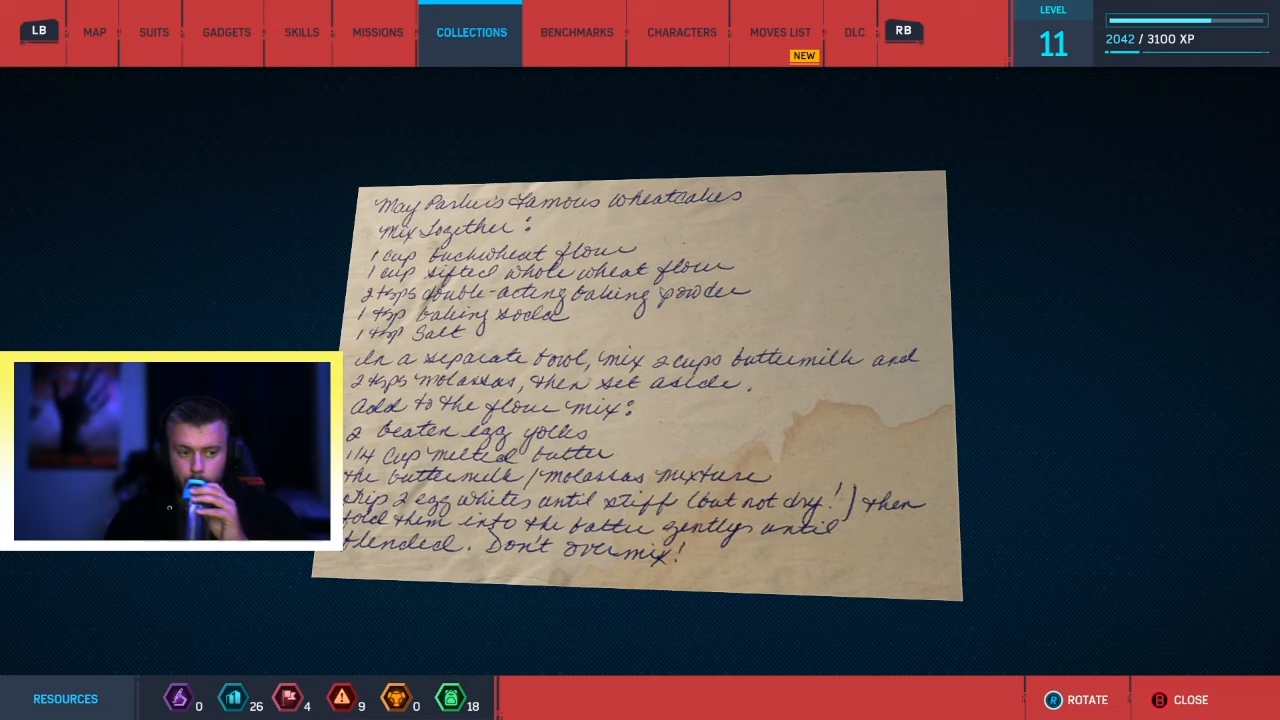 LB
MAP
SUITS
GADGETS
SKILLS
MISSIONS
COLLECTIONS
BENCHMARKS
CHARACTERS
MOVES LIST
NEW
DLC
RB
LEVEL
11
2042 / 3100 XP
May Parker's Famous Wheatcakes
Mix together:
1 cup buckwheat flour
1 cup sifted whole wheat flour
2 tsps double-acting baking powder
1 tsp baking soda
1 tsp Salt
In a separate bowl, mix 2 cups buttermilk and
2 tsps molassas, then set aside.
Add to the flour mix:
2 beaten egg yolks
1/4 cup melted butter
the buttermilk/molassas mixture
whip 2 egg whites until stiff (but not dry!) then
fold them into the batter gently until
blended. Don't overmix!
RESOURCES
0
26
4
9
0
18
R ROTATE
B CLOSE